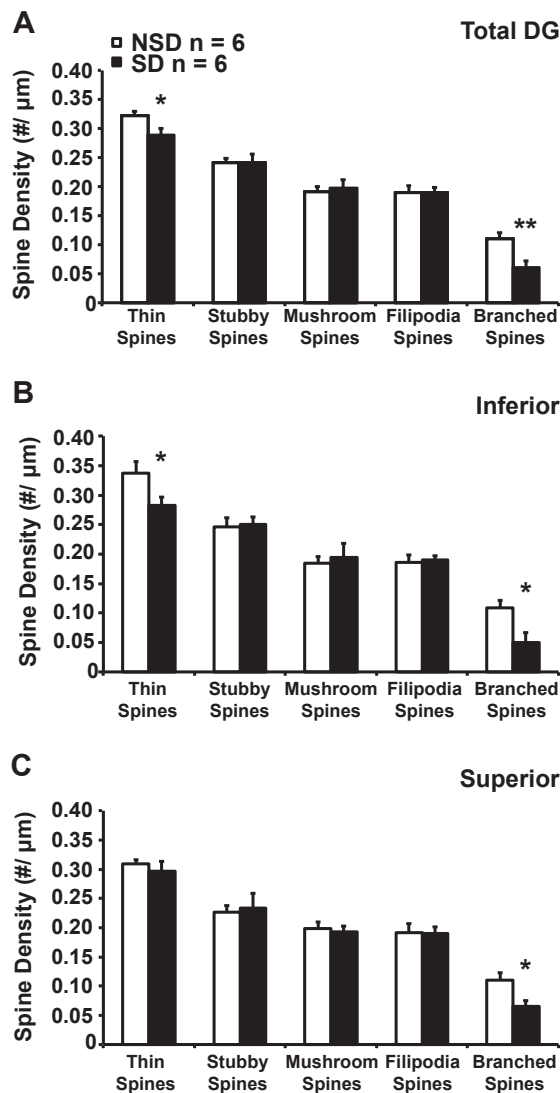 A
Total DG
NSD n = 6
SD n = 6
Spine Density (#/ μm)
0.40
0.35
0.30
0.25
0.20
0.15
0.10
0.05
0
*
**
Thin Spines
Stubby Spines
Mushroom Spines
Filipodia Spines
Branched Spines
B
Inferior
Spine Density (#/ μm)
0.40
0.35
0.30
0.25
0.20
0.15
0.10
0.05
0
*
*
Thin Spines
Stubby Spines
Mushroom Spines
Filipodia Spines
Branched Spines
C
Superior
Spine Density (#/ μm)
0.40
0.35
0.30
0.25
0.20
0.15
0.10
0.05
0
*
Thin Spines
Stubby Spines
Mushroom Spines
Filipodia Spines
Branched Spines